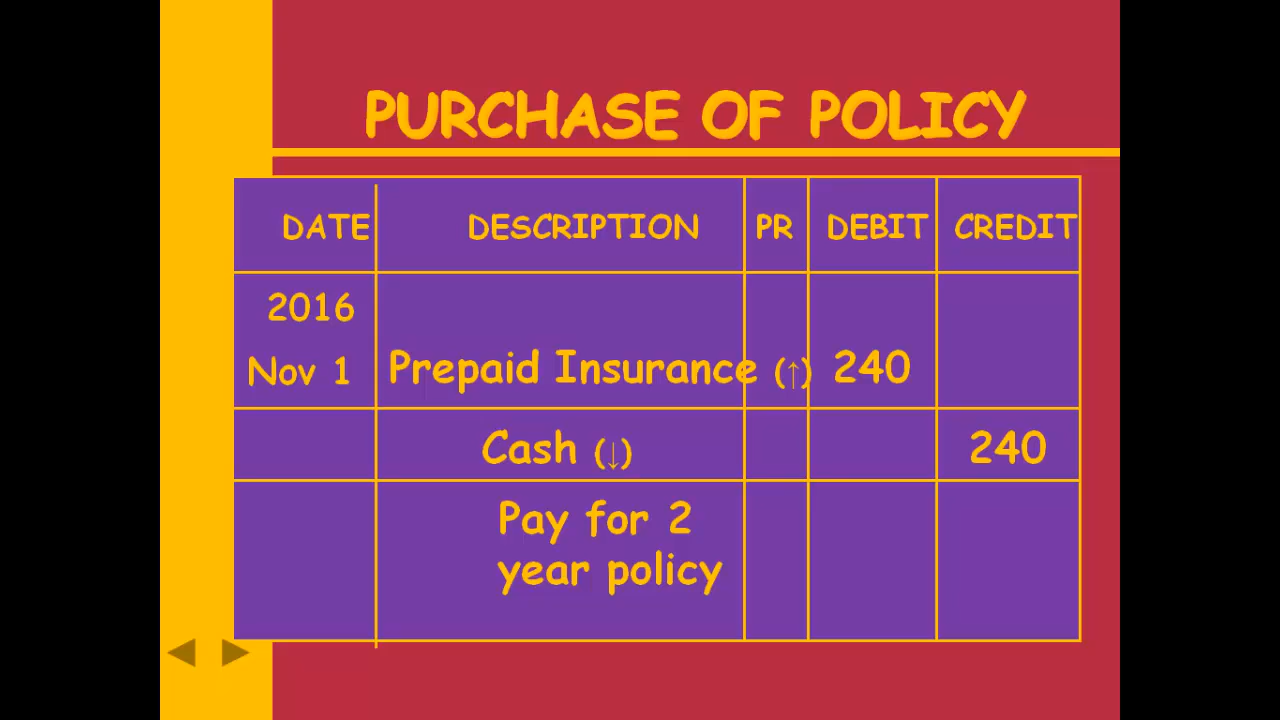 PURCHASE OF POLICY
DATE DESCRIPTION PR DEBIT CREDIT
2016
Nov 1 Prepaid Insurance (↑) 240
Cash (↓) 240
Pay for 2
year policy